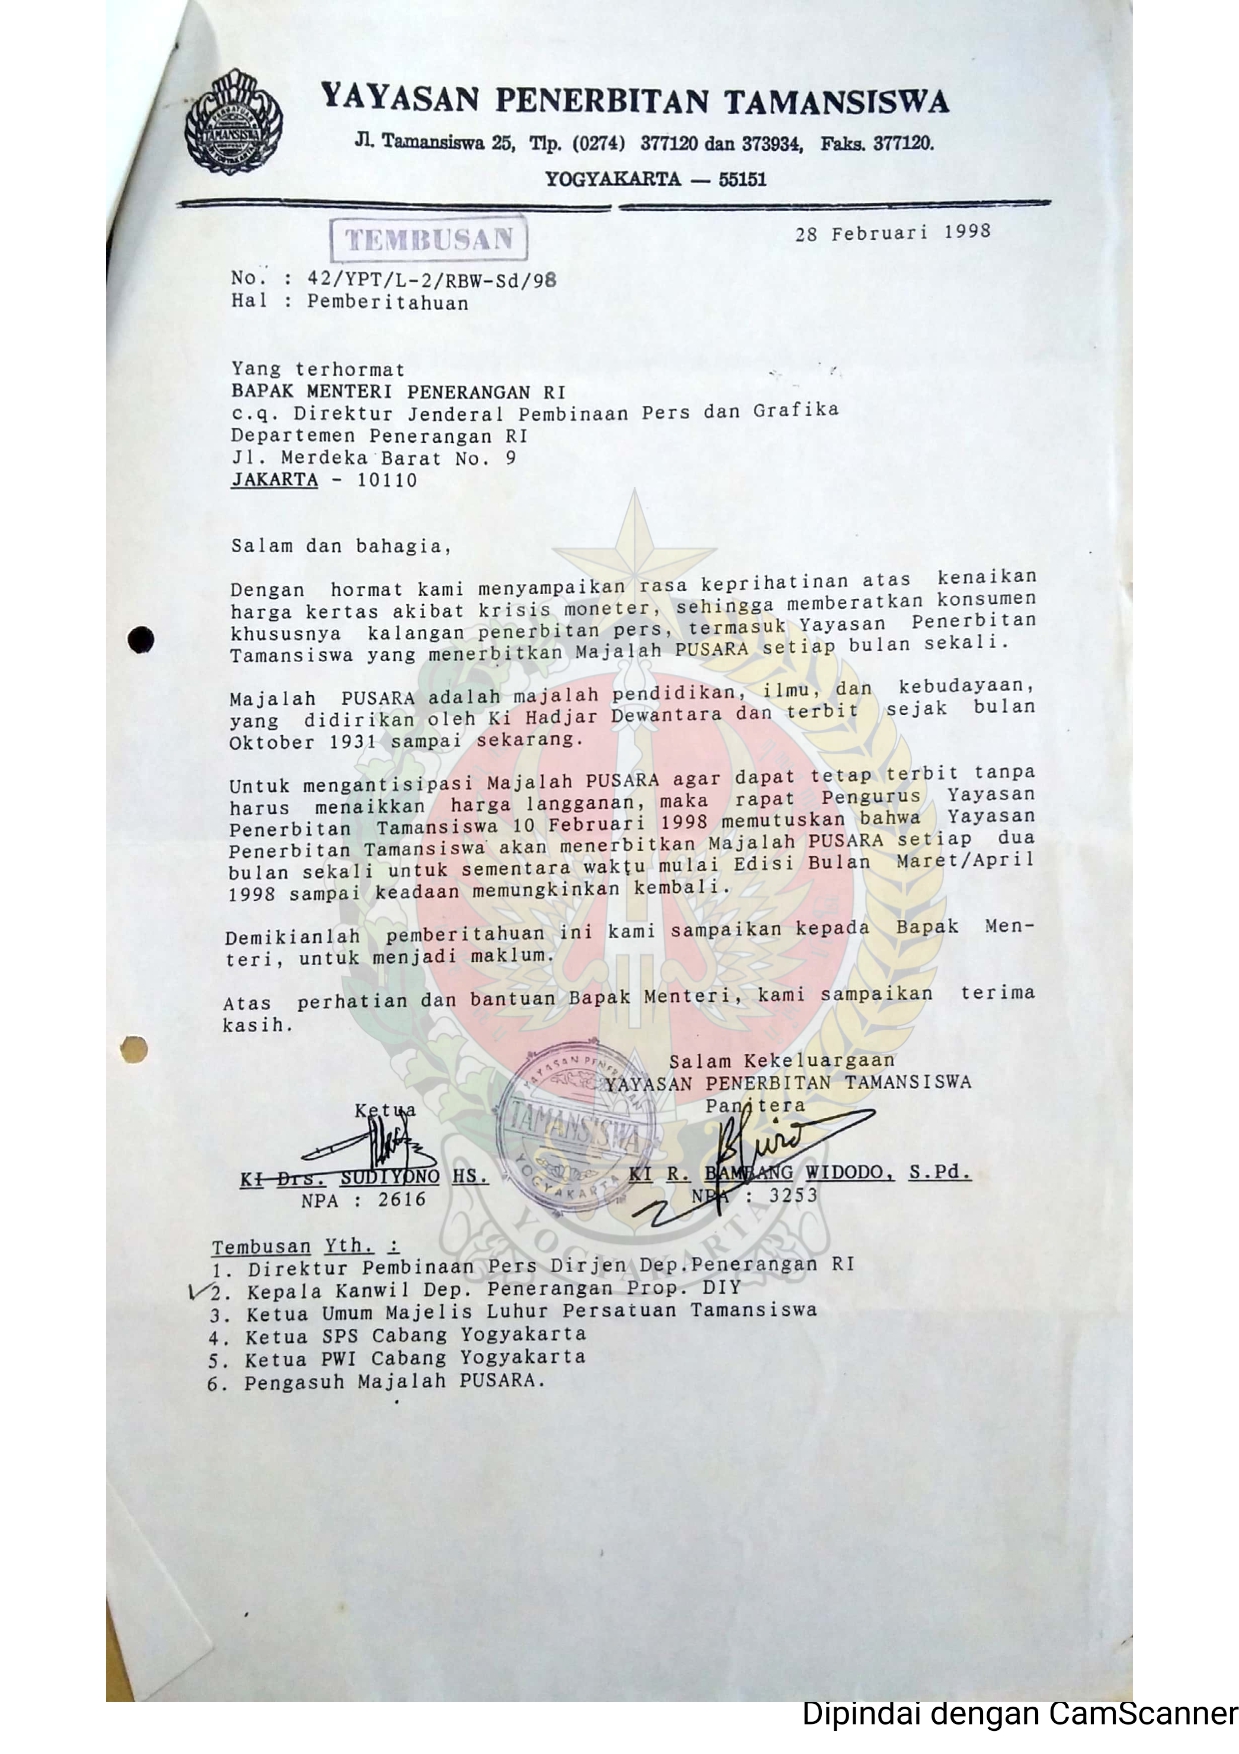 YAYASAN PENERBITAN TAMANSISWA
Jl. Tamansiswa 25, Tlp. (0274) 377120 dan 373934, Faks. 377120.
YOGYAKARTA — 55151
TEMBUSAN
28 Februari 1998
No. : 42/YPT/L-2/RBW-Sd/98
Hal : Pemberitahuan
Yang terhormat
BAPAK MENTERI PENERANGAN RI
c.q. Direktur Jenderal Pembinaan Pers dan Grafika
Departemen Penerangan RI
Jl. Merdeka Barat No. 9
JAKARTA - 10110
Salam dan bahagia,
Dengan hormat kami menyampaikan rasa keprihatinan atas kenaikan
harga kertas akibat krisis moneter, sehingga memberatkan konsumen
khususnya kalangan penerbitan pers, termasuk Yayasan Penerbitan
Tamansiswa yang menerbitkan Majalah PUSARA setiap bulan sekali.
Majalah PUSARA adalah majalah pendidikan, ilmu, dan kebudayaan,
yang didirikan oleh Ki Hadjar Dewantara dan terbit sejak bulan
Oktober 1931 sampai sekarang.
Untuk mengantisipasi Majalah PUSARA agar dapat tetap terbit tanpa
harus menaikkan harga langganan, maka rapat Pengurus Yayasan
Penerbitan Tamansiswa 10 Februari 1998 memutuskan bahwa Yayasan
Penerbitan Tamansiswa akan menerbitkan Majalah PUSARA setiap dua
bulan sekali untuk sementara waktu mulai Edisi Bulan Maret/April
1998 sampai keadaan memungkinkan kembali.
Demikianlah pemberitahuan ini kami sampaikan kepada Bapak Men-
teri, untuk menjadi maklum.
Atas perhatian dan bantuan Bapak Menteri, kami sampaikan terima
kasih.
Salam Kekeluargaan
YAYASAN PENERBITAN TAMANSISWA
Ketua
Panitera
YAYASAN PENERBITAN
TAMANSISWA
YOGYAKARTA
KI Drs. SUDIYONO HS.
NPA : 2616
KI R. BAMBANG WIDODO, S.Pd.
NPA : 3253
YOGYAKARTA
Tembusan Yth. :
1. Direktur Pembinaan Pers Dirjen Dep.Penerangan RI
2. Kepala Kanwil Dep. Penerangan Prop. DIY
3. Ketua Umum Majelis Luhur Persatuan Tamansiswa
4. Ketua SPS Cabang Yogyakarta
5. Ketua PWI Cabang Yogyakarta
6. Pengasuh Majalah PUSARA.
Dipindai dengan CamScanner